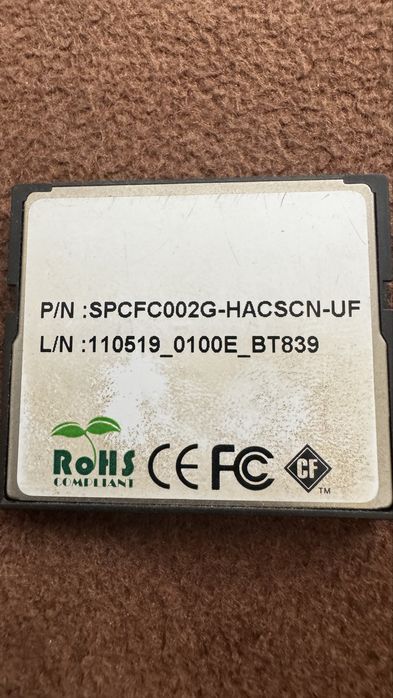 P/N :SPCFC002G-HACSCN-UF
L/N :110519_0100E_BT839
RoHS
COMPLIANT
CE FC CF
TM